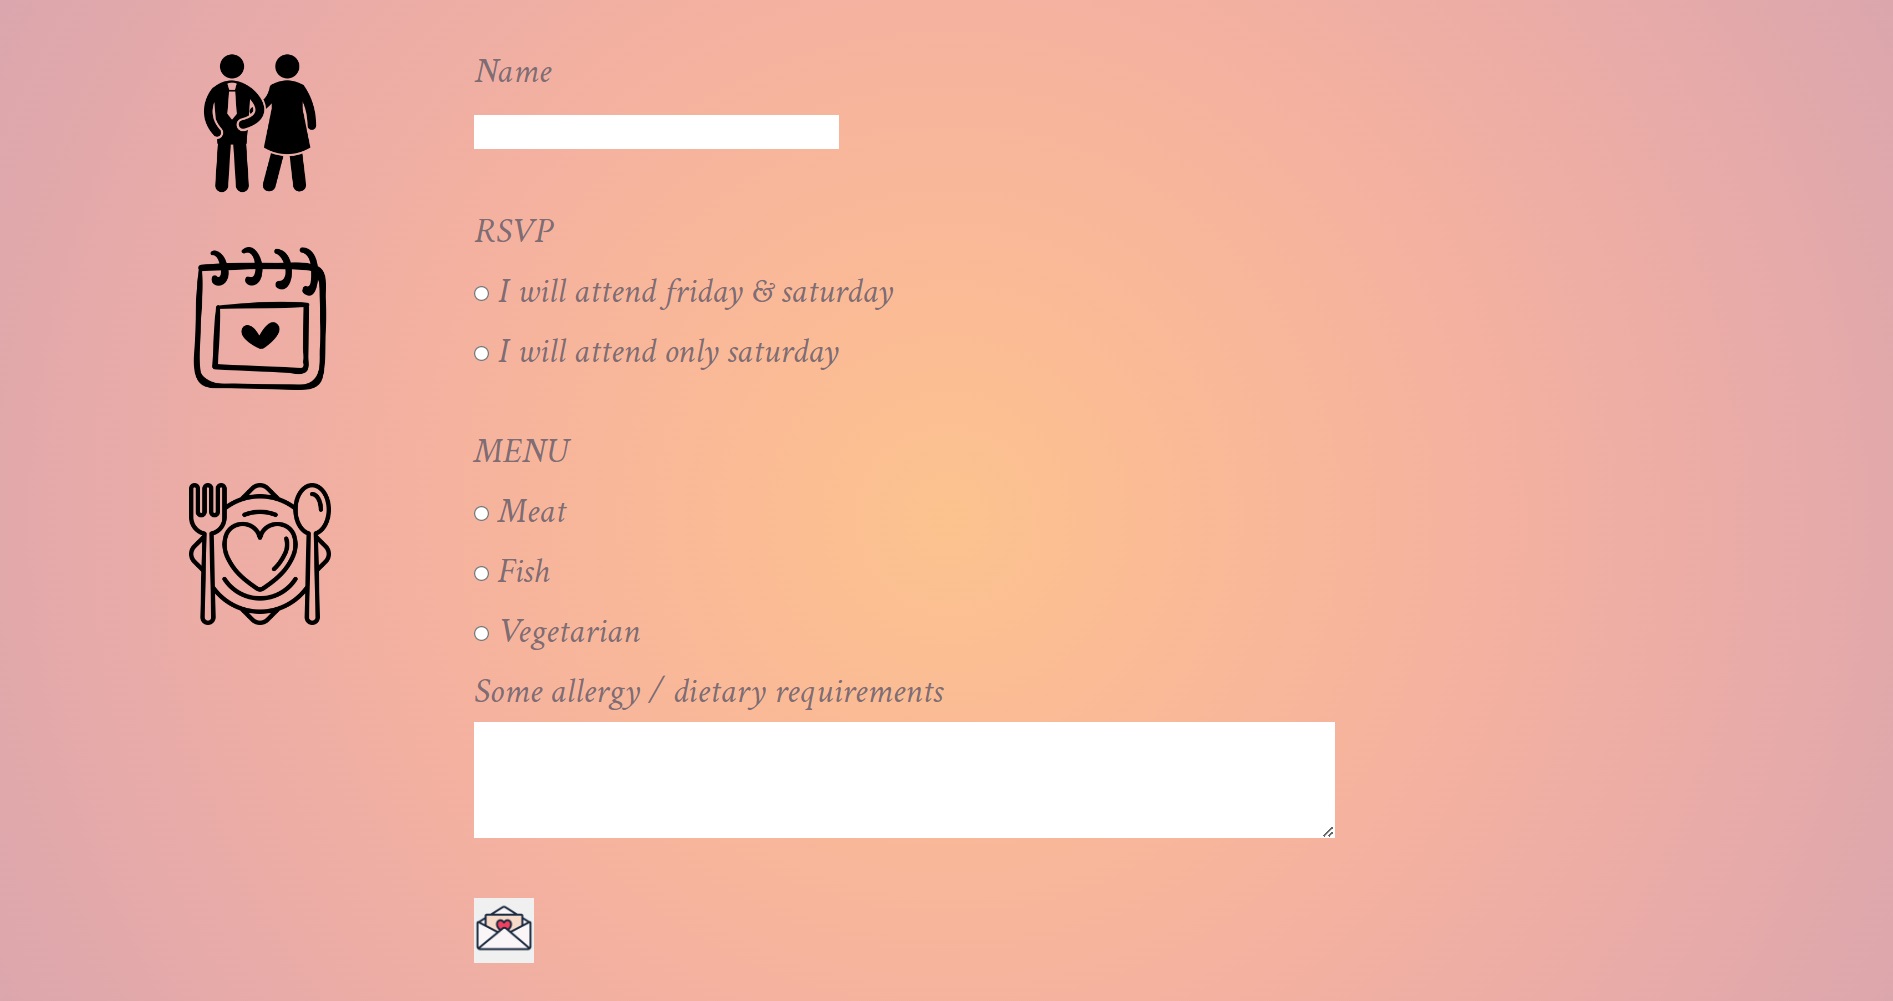 Name
RSVP
I will attend friday & saturday
I will attend only saturday
MENU
Meat
Fish
Vegetarian
Some allergy / dietary requirements